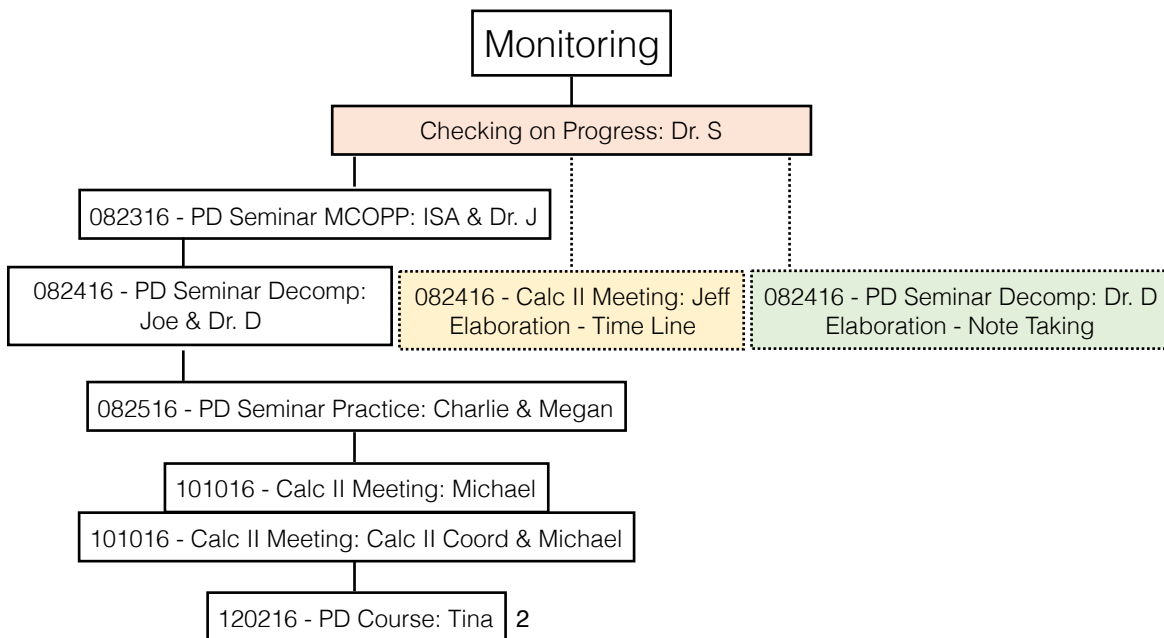 Monitoring
Checking on Progress: Dr. S
082316 - PD Seminar MCOPP: ISA & Dr. J
082416 - PD Seminar Decomp:
Joe & Dr. D
082416 - Calc II Meeting: Jeff
Elaboration - Time Line
082416 - PD Seminar Decomp: Dr. D
Elaboration - Note Taking
082516 - PD Seminar Practice: Charlie & Megan
101016 - Calc II Meeting: Michael
101016 - Calc II Meeting: Calc II Coord & Michael
120216 - PD Course: Tina 2